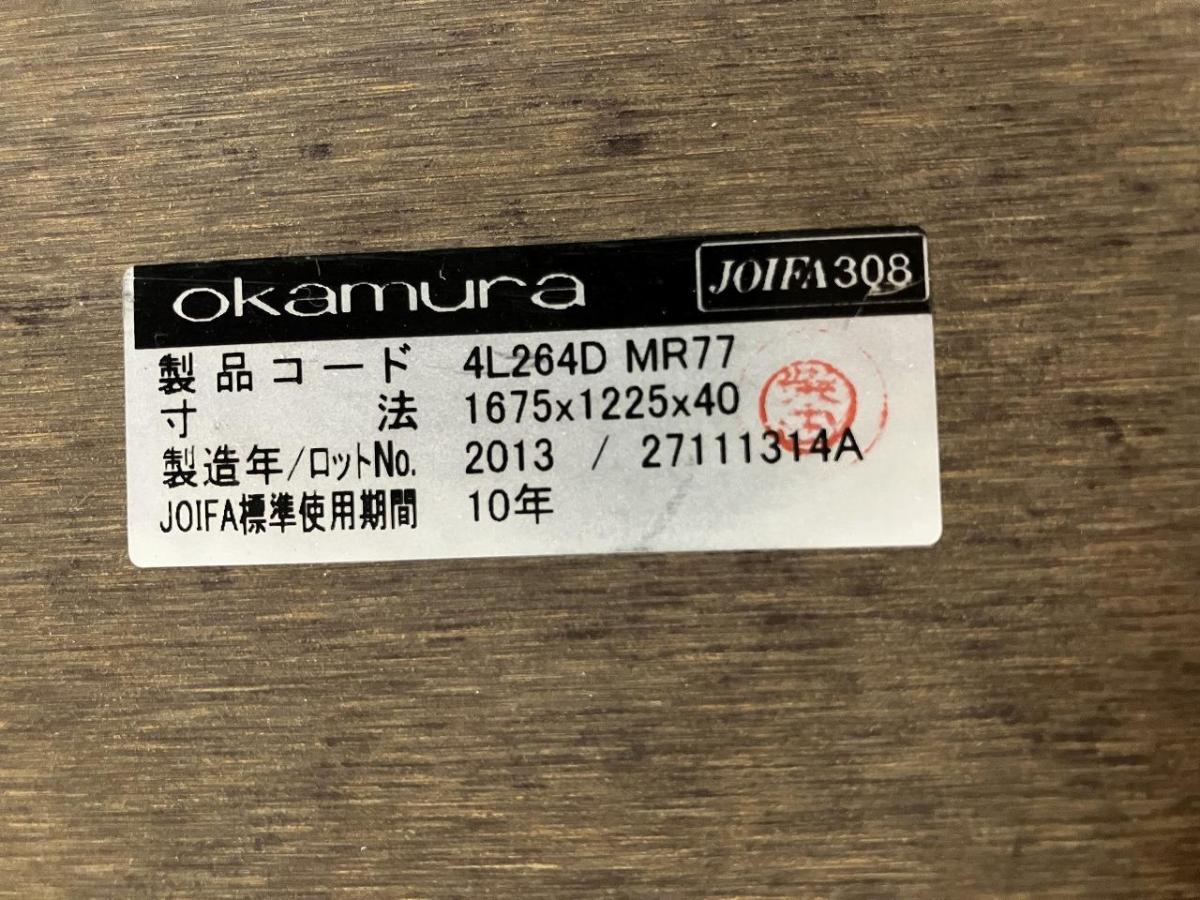 okamura JOIFA308
製品コード 4L264D MR77
寸法 1675x1225x40
製造年/ロットNo. 2013 / 27111314A
JOIFA標準使用期間 10年